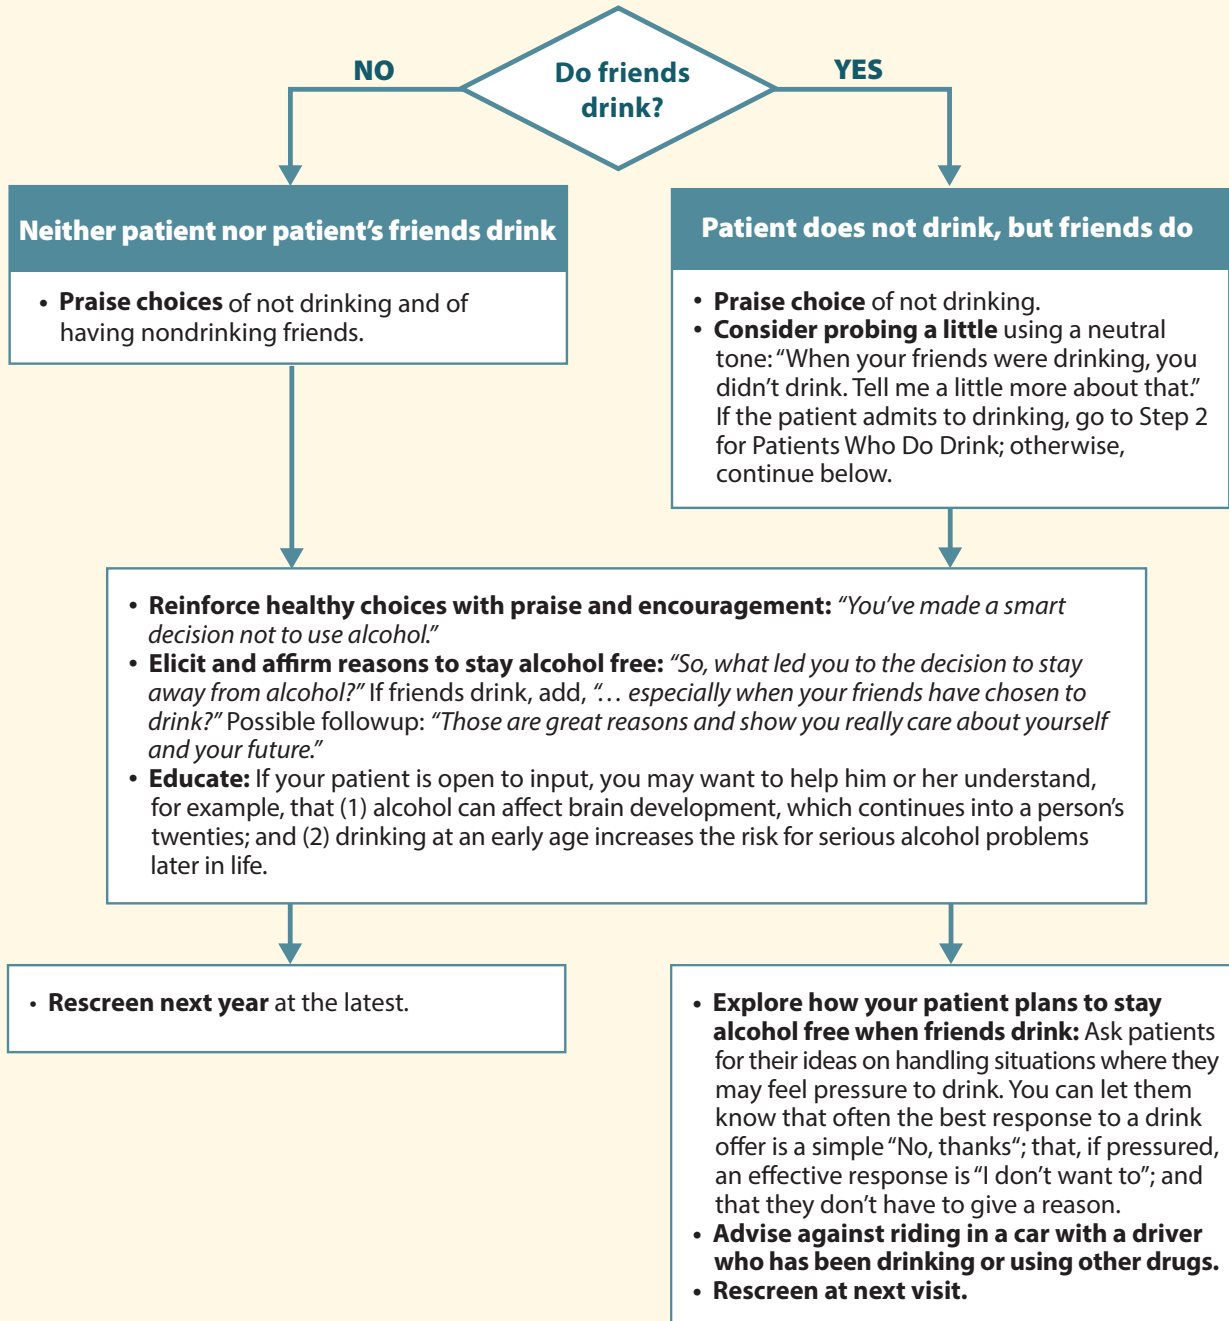 Do friends
drink?
NO
YES
Neither patient nor patient’s friends drink
• Praise choices of not drinking and of
having nondrinking friends.
Patient does not drink, but friends do
• Praise choice of not drinking.
• Consider probing a little using a neutral
tone: “When your friends were drinking, you
didn’t drink. Tell me a little more about that.”
If the patient admits to drinking, go to Step 2
for Patients Who Do Drink; otherwise,
continue below.
• Reinforce healthy choices with praise and encouragement: “You’ve made a smart
decision not to use alcohol.”
• Elicit and affirm reasons to stay alcohol free: “So, what led you to the decision to stay
away from alcohol?” If friends drink, add, “… especially when your friends have chosen to
drink?” Possible followup: “Those are great reasons and show you really care about yourself
and your future.”
• Educate: If your patient is open to input, you may want to help him or her understand,
for example, that (1) alcohol can affect brain development, which continues into a person’s
twenties; and (2) drinking at an early age increases the risk for serious alcohol problems
later in life.
• Rescreen next year at the latest.
• Explore how your patient plans to stay
alcohol free when friends drink: Ask patients
for their ideas on handling situations where they
may feel pressure to drink. You can let them
know that often the best response to a drink
offer is a simple “No, thanks“; that, if pressured,
an effective response is “I don’t want to”; and
that they don’t have to give a reason.
• Advise against riding in a car with a driver
who has been drinking or using other drugs.
• Rescreen at next visit.